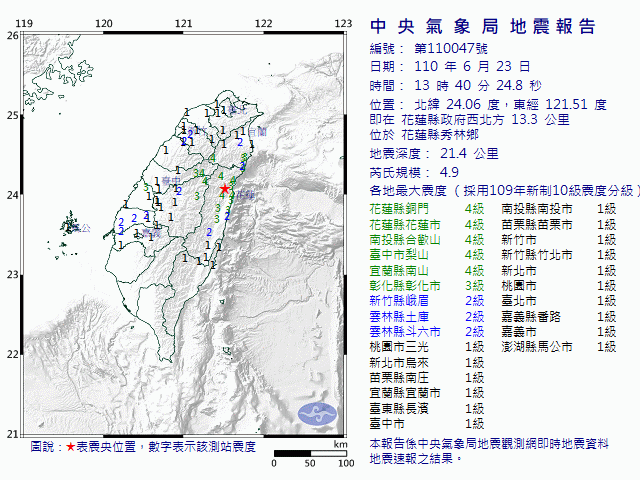 中央氣象局地震報告
編號： 第110047號
日期： 110 年 6 月 23 日
時間： 13 時 40 分 24.8 秒
位置： 北緯 24.06 度，東經 121.51 度
即在 花蓮縣政府西北方 13.3 公里
位於 花蓮縣秀林鄉
地震深度： 21.4 公里
芮氏規模： 4.9
各地最大震度（採用109年新制10級震度分級）
花蓮縣銅門 4級 南投縣南投市 1級
花蓮縣花蓮市 4級 苗栗縣苗栗市 1級
南投縣合歡山 4級 新竹市 1級
臺中市梨山 4級 新竹縣竹北市 1級
宜蘭縣南山 4級 新北市 1級
彰化縣彰化市 3級 桃園市 1級
新竹縣峨眉 2級 臺北市 1級
雲林縣土庫 2級 嘉義縣番路 1級
雲林縣斗六市 2級 嘉義市 1級
桃園市三光 1級 澎湖縣馬公市 1級
新北市烏來 1級
苗栗縣南庄 1級
宜蘭縣宜蘭市 1級
臺東縣長濱 1級
臺中市 1級
本報告係中央氣象局地震觀測網即時地震資料
地震速報之結果。
120 121 122 123
26
25
24
23
22
21
宜蘭
臺中
圖說：★表震央位置，數字表示該測站震度
km
0 50 100